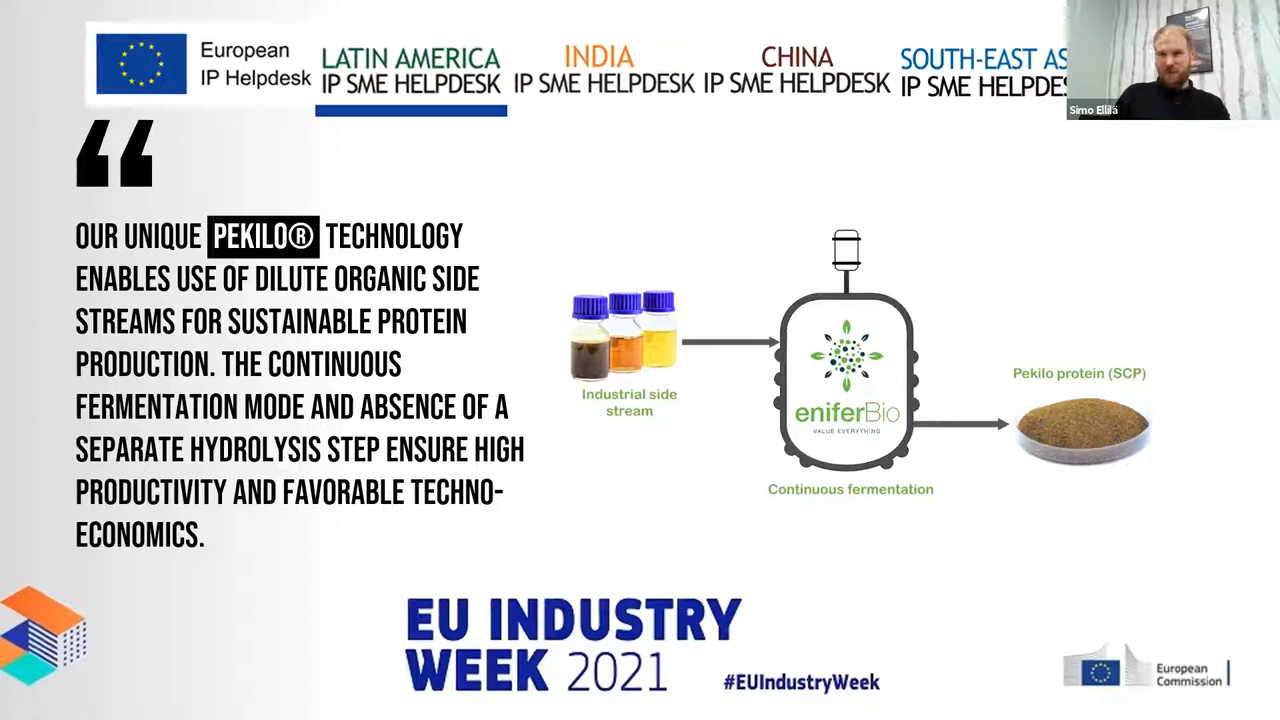 European
IP Helpdesk
LATIN AMERICA
IP SME HELPDESK
INDIA
IP SME HELPDESK
CHINA
IP SME HELPDESK
SOUTH-EAST AS
IP SME HELPDES
Simo Ellilä
“
OUR UNIQUE PEKILO® TECHNOLOGY
ENABLES USE OF DILUTE ORGANIC SIDE
STREAMS FOR SUSTAINABLE PROTEIN
PRODUCTION. THE CONTINUOUS
FERMENTATION MODE AND ABSENCE OF A
SEPARATE HYDROLYSIS STEP ENSURE HIGH
PRODUCTIVITY AND FAVORABLE TECHNO-
ECONOMICS.
Industrial side
stream
eniferBio
VALUE EVERYTHING
Continuous fermentation
Pekilo protein (SCP)
EU INDUSTRY
WEEK 2021
#EUIndustryWeek
European
Commission